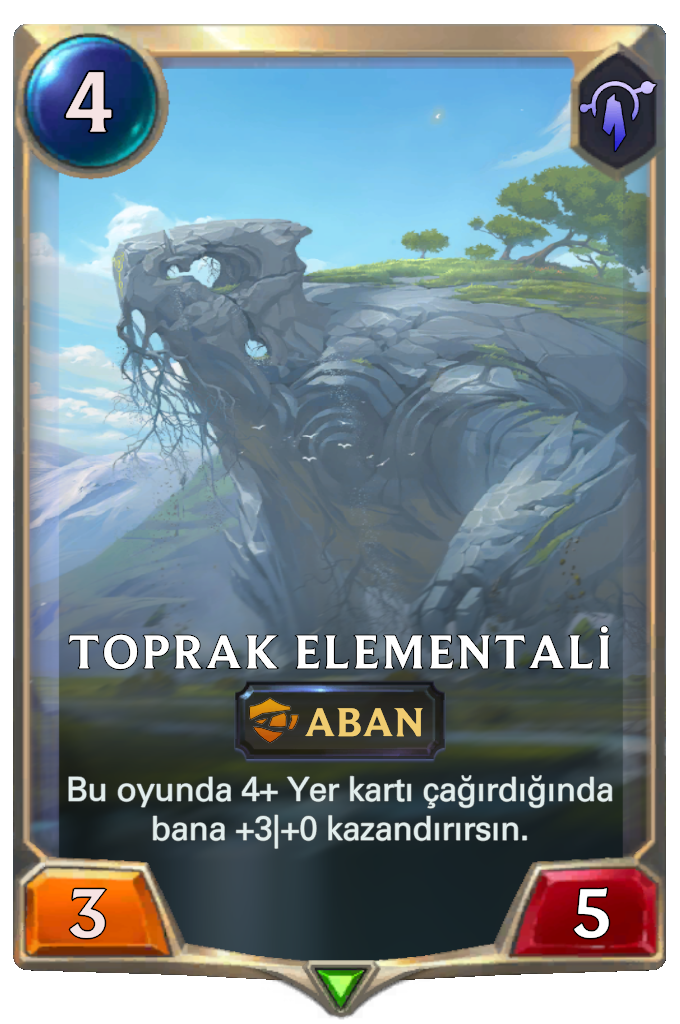 4
TOPRAK ELEMENTALİ
ABAN
Bu oyunda 4+ Yer kartı çağırdığında
bana +3|+0 kazandırırsın.
3
5